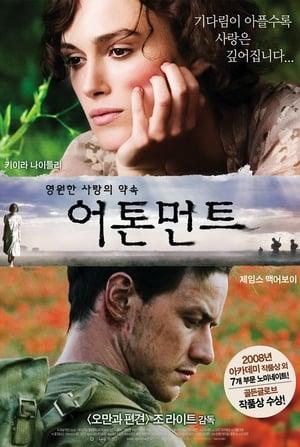 기다림이 아플수록
사랑은
깊어집니다...
키이라 나이틀리
영원한 사랑의 약속
어톤먼트
제임스 맥어보이
2008년
아카데미 작품상 외
7개 부문 노미네이트!
골든글로브
작품상 수상!
<오만과 편견> 조 라이트 감독